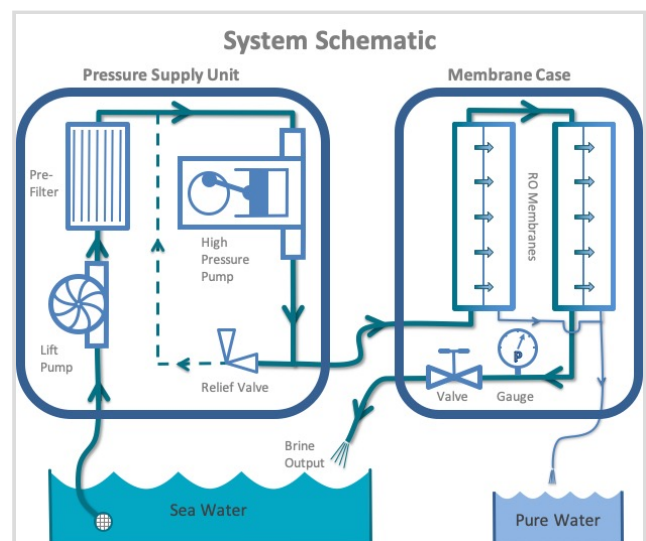 System Schematic
Pressure Supply Unit
Membrane Case
Pre-
Filter
High
Pressure
Pump
RO Membranes
Lift
Pump
Relief Valve
P
Valve
Gauge
Brine
Output
Sea Water
Pure Water